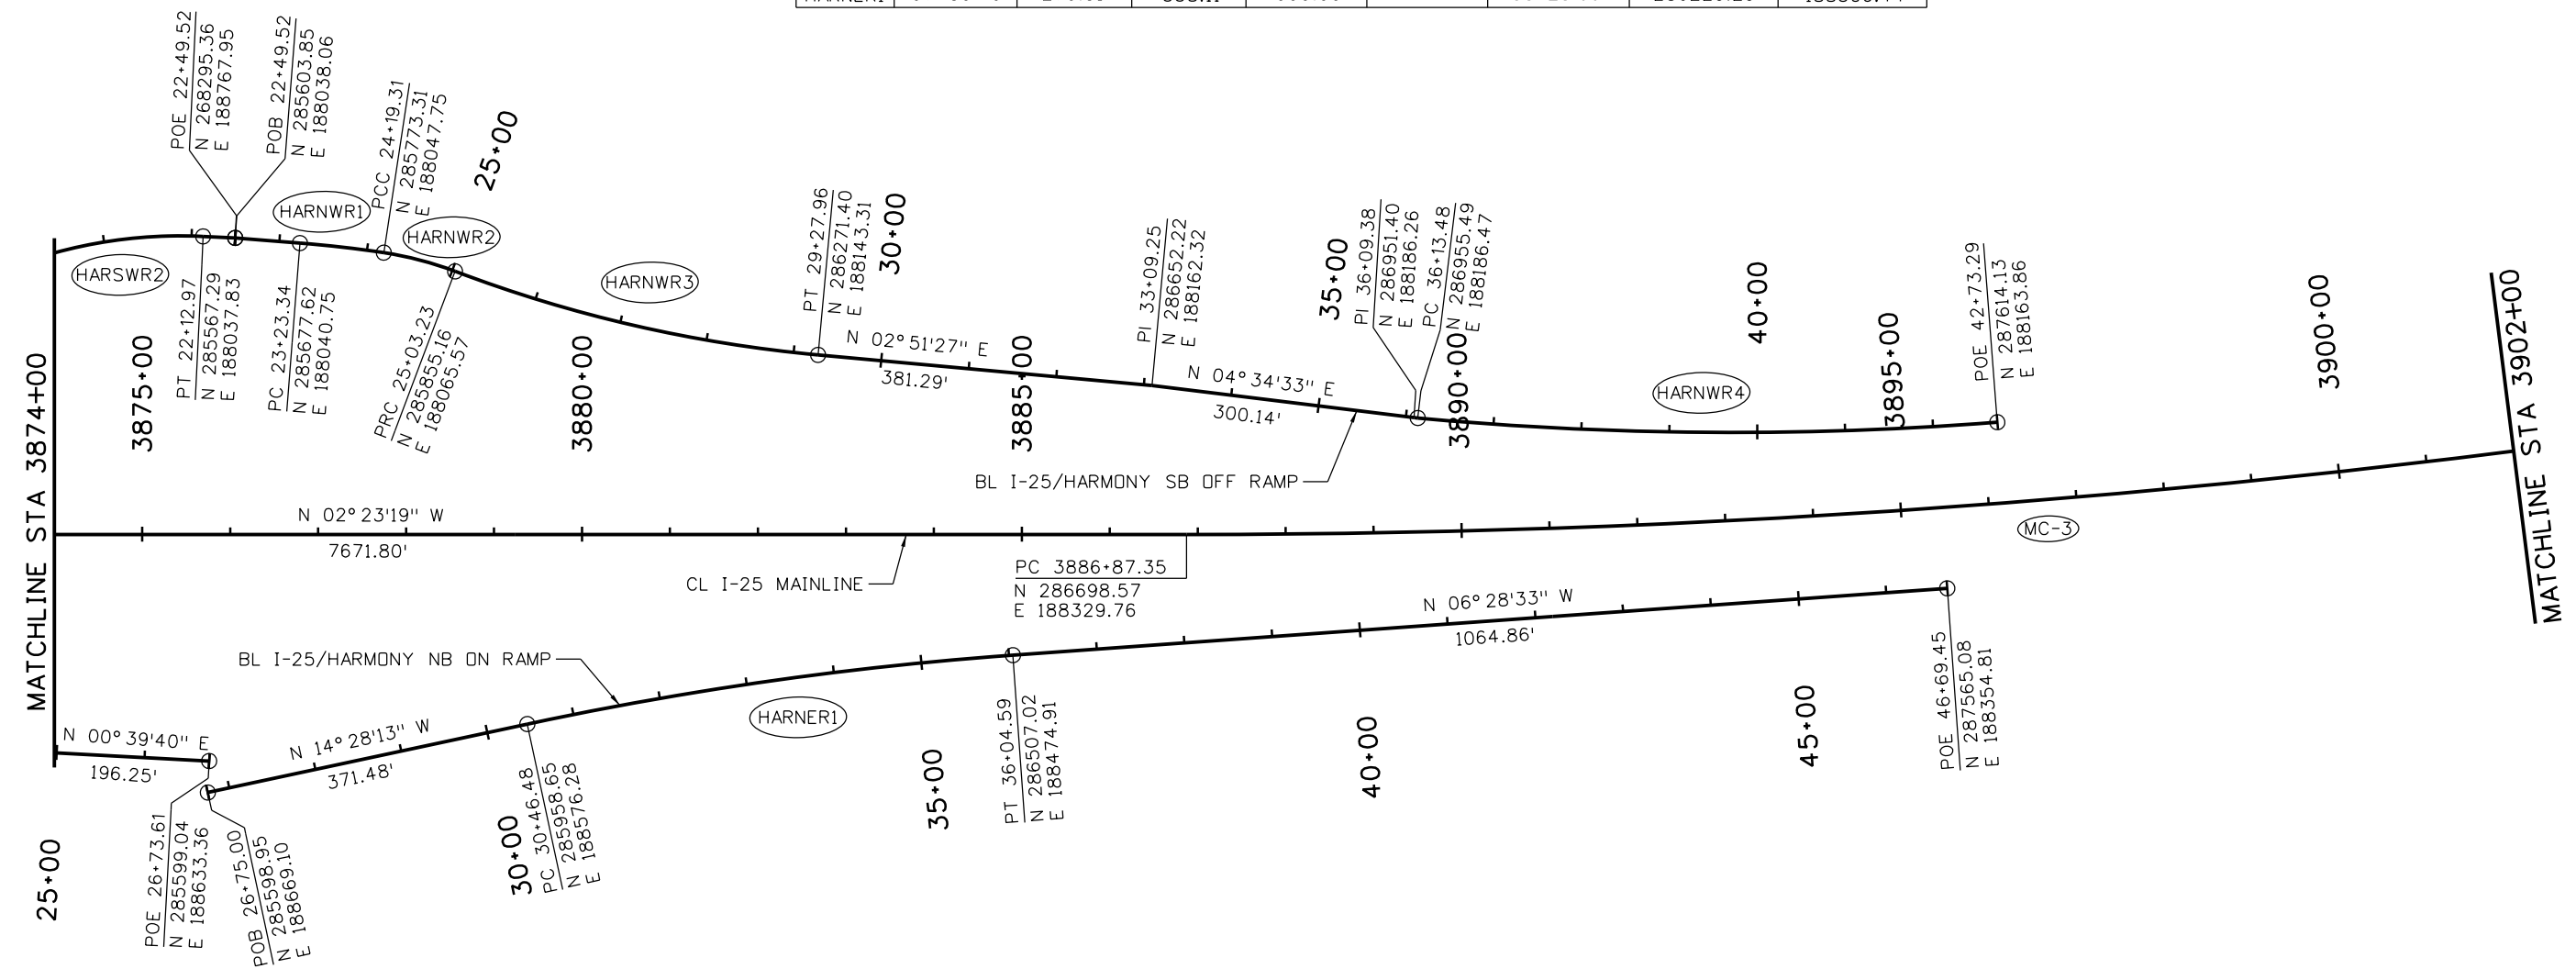 POE 22+49.52
N 268295.36
E 188767.95
POB 22+49.52
N 285603.85
E 188038.06
HARNWR1
PCC 24+19.31
N 285773.31
E 188047.75
25+00
HARNWR2
HARSWR2
PT 22+12.97
N 285567.29
E 188037.83
PC 23+23.34
N 285677.62
E 188040.75
PRC 25+03.23
N 285855.16
E 188065.57
HARNWR3
PT 29+27.96
N 286271.40
E 188143.31
30+00
N 02°51'27" E
381.29'
PI 33+09.25
N 286652.22
E 188162.32
N 04°34'33" E
300.14'
35+00
PI 36+09.38
N 286951.40
E 188186.26
PC 36+13.48
N 286955.49
E 188186.47
HARNWR4
40+00
POE 42+73.29
N 287614.13
E 188163.86
BL I-25/HARMONY SB OFF RAMP
MATCHLINE STA 3874+00
3875+00
3880+00
3885+00
3890+00
3895+00
3900+00
MATCHLINE STA 3902+00
N 02°23'19" W
7671.80'
CL I-25 MAINLINE
PC 3886+87.35
N 286698.57
E 188329.76
MC-3
BL I-25/HARMONY NB ON RAMP
N 00°39'40" E
196.25'
N 14°28'13" W
371.48'
HARNER1
N 06°28'33" W
1064.86'
25+00
POE 26+73.61
N 285599.04
E 188633.36
POB 26+75.00
N 285598.95
E 188669.10
30+00
PC 30+46.48
N 285958.65
E 188576.28
35+00
PT 36+04.59
N 286507.02
E 188474.91
40+00
45+00
POE 46+69.45
N 287565.08
E 188354.81